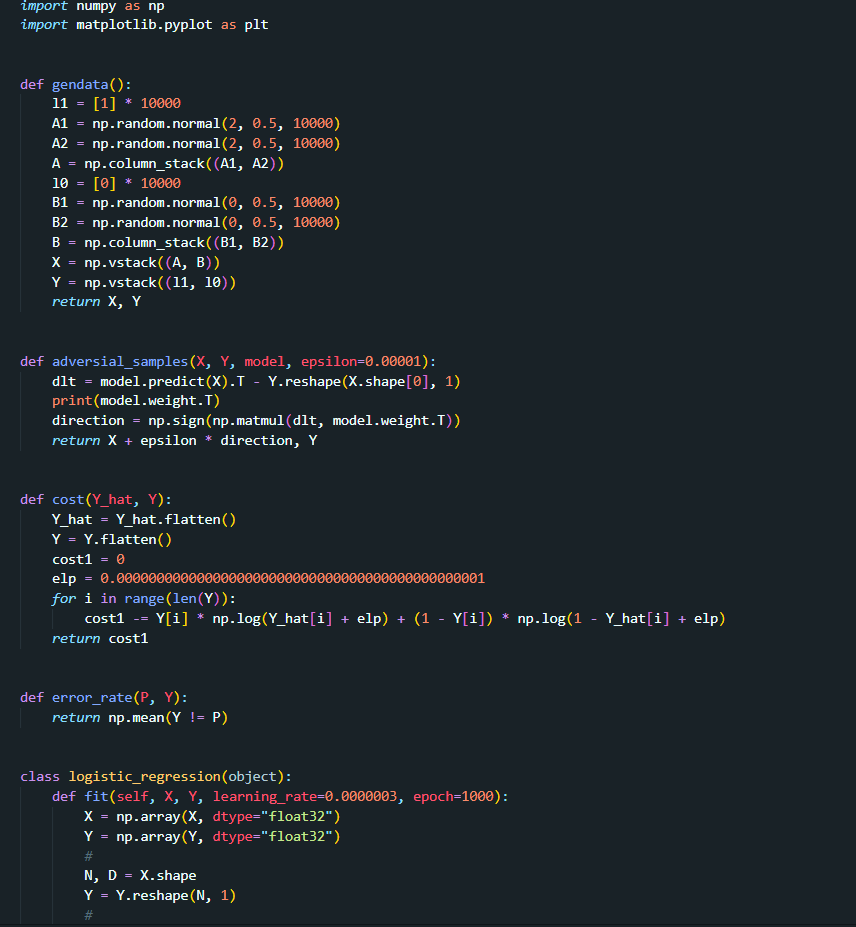 import numpy as np
import matplotlib.pyplot as plt
def gendata():
    l1 = [1] * 10000
    A1 = np.random.normal(2, 0.5, 10000)
    A2 = np.random.normal(2, 0.5, 10000)
    A = np.column_stack((A1, A2))
    l0 = [0] * 10000
    B1 = np.random.normal(0, 0.5, 10000)
    B2 = np.random.normal(0, 0.5, 10000)
    B = np.column_stack((B1, B2))
    X = np.vstack((A, B))
    Y = np.vstack((l1, l0))
    return X, Y
def adversial_samples(X, Y, model, epsilon=0.00001):
    dlt = model.predict(X).T - Y.reshape(X.shape[0], 1)
    print(model.weight.T)
    direction = np.sign(np.matmul(dlt, model.weight.T))
    return X + epsilon * direction, Y
def cost(Y_hat, Y):
    Y_hat = Y_hat.flatten()
    Y = Y.flatten()
    cost1 = 0
    elp = 0.0000000000000000000000000000000000000000000001
    for i in range(len(Y)):
        cost1 -= Y[i] * np.log(Y_hat[i] + elp) + (1 - Y[i]) * np.log(1 - Y_hat[i] + elp)
    return cost1
def error_rate(P, Y):
    return np.mean(Y != P)
class logistic_regression(object):
    def fit(self, X, Y, learning_rate=0.0000003, epoch=1000):
        X = np.array(X, dtype="float32")
        Y = np.array(Y, dtype="float32")
        #
        N, D = X.shape
        Y = Y.reshape(N, 1)
        #